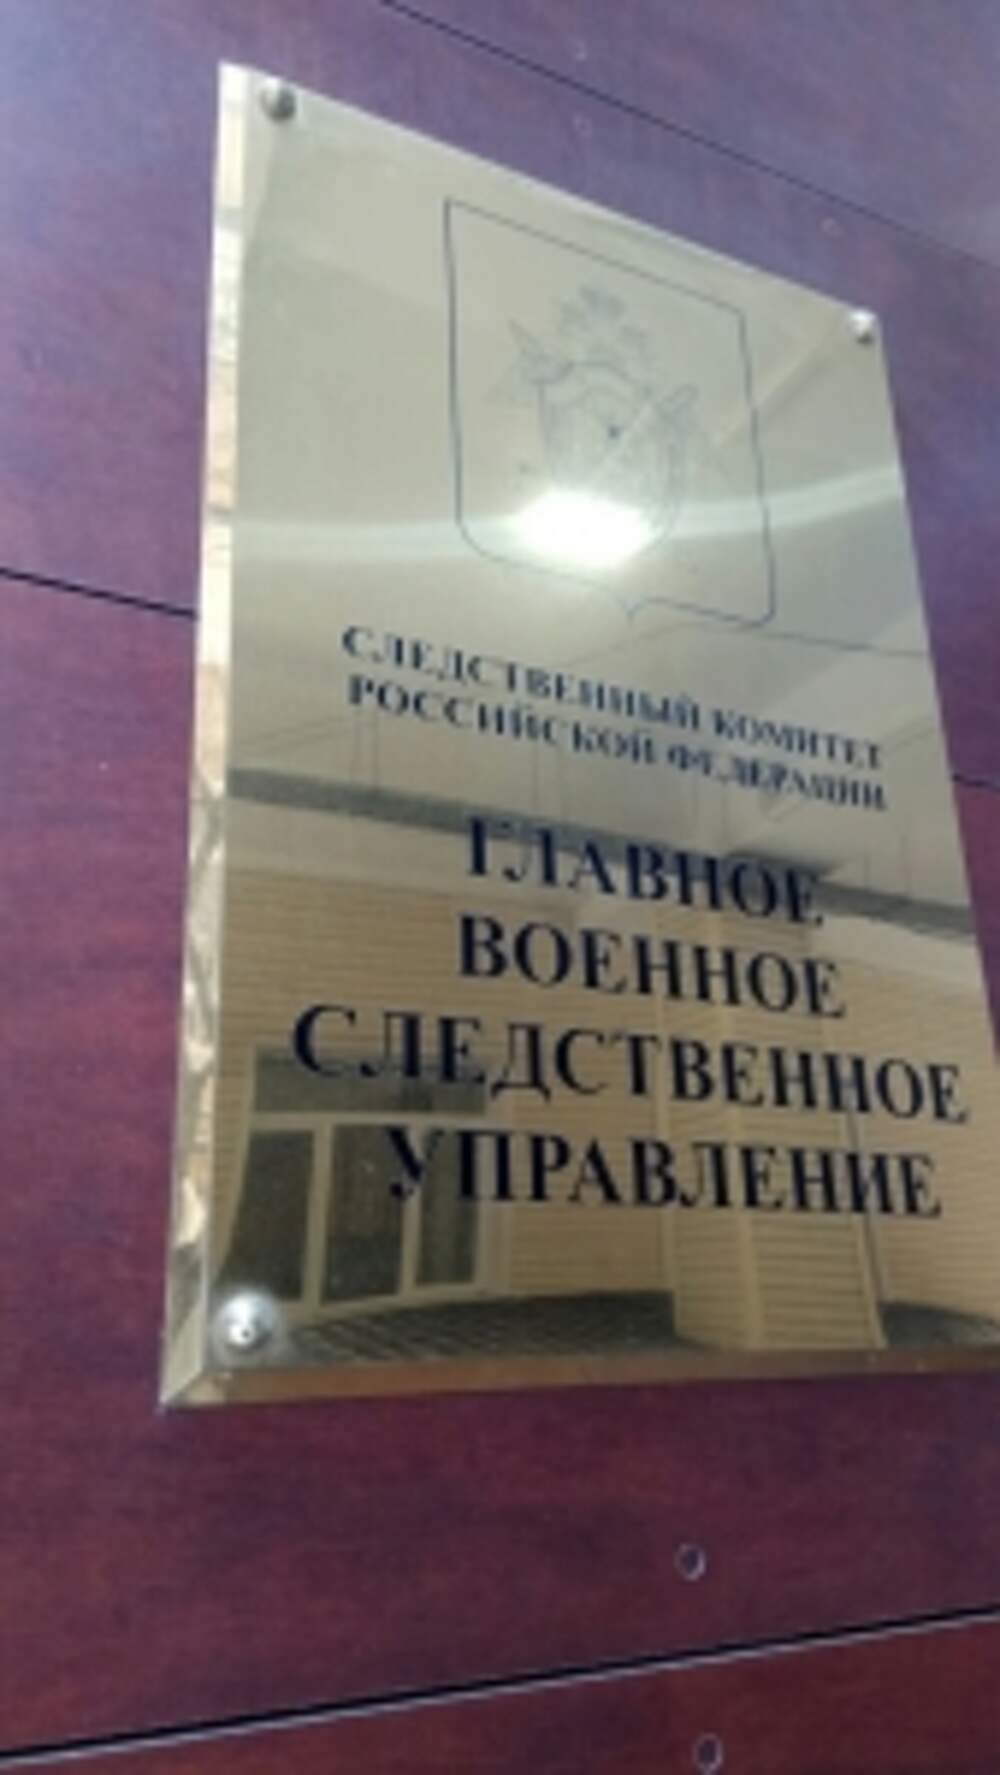 СЛЕДСТВЕННЫЙ КОМИТЕТ
РОССИЙСКОЙ ФЕДЕРАЦИИ
ГЛАВНОЕ
ВОЕННОЕ
СЛЕДСТВЕННОЕ
УПРАВЛЕНИЕ